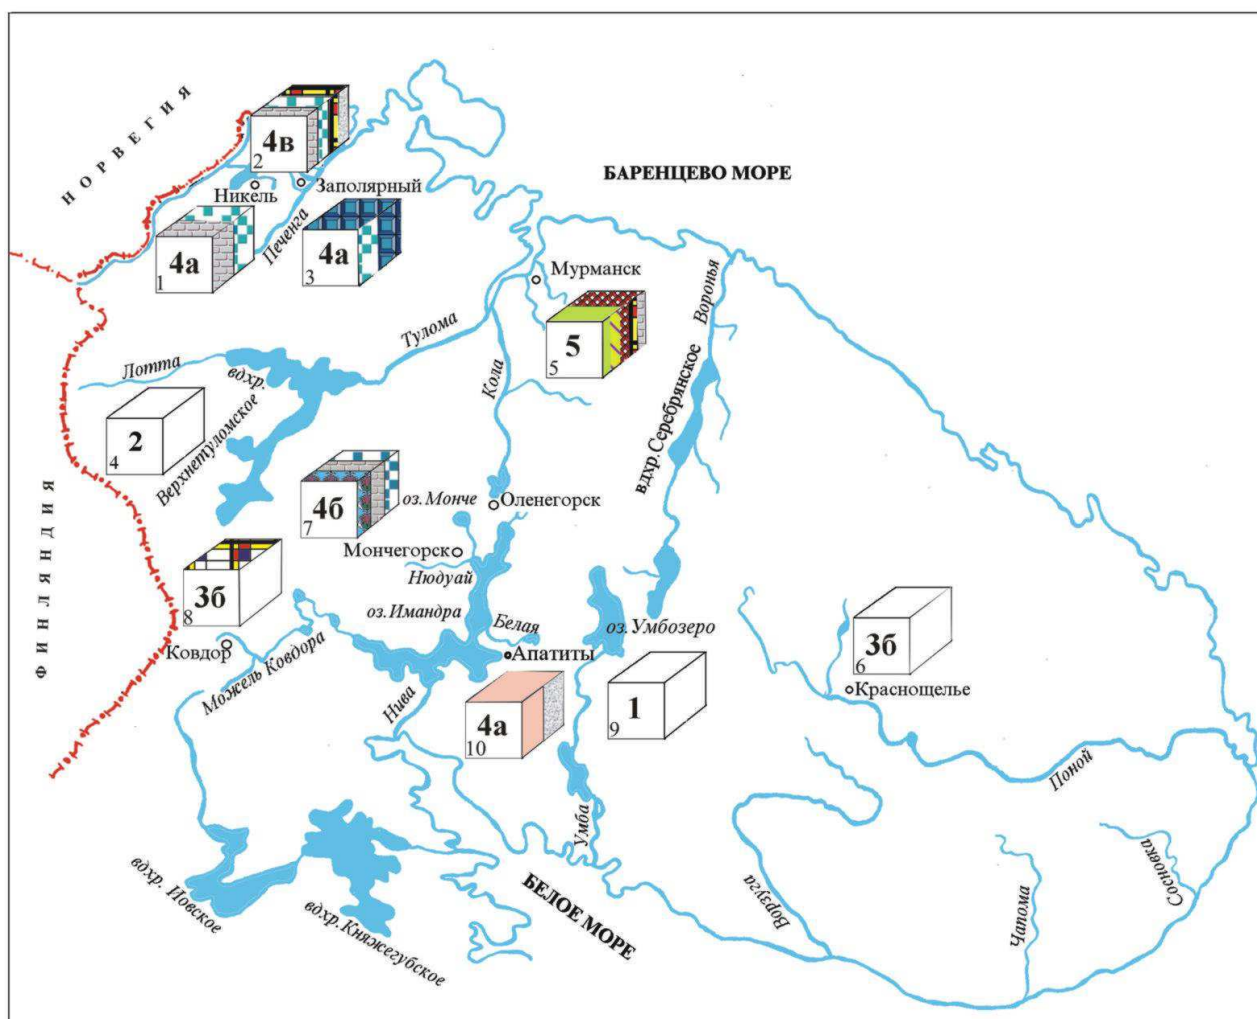 НОРВЕГИЯ
БАРЕНЦЕВО МОРЕ
4в
2
Никель
Заполярный
Печенга
4а
1
4а
3
Мурманск
Воронья
5
5
Тулома
Кола
Лотта
вдхр.
Верхнетуломское
2
4
вдхр.Серебрянское
ФИНЛЯНДИЯ
4б
7
оз.Монче
Оленегорск
Мончегорск
Нюдуай
3б
8
оз.Имандра
Белая
оз.Умбозеро
3б
6
Ковдор
Можель Ковдора
Апатиты
Краснощелье
Нива
4а
10
1
9
Поной
Умба
вдхр. Иовское
вдхр.Княжегубское
БЕЛОЕ МОРЕ
Ворзуга
Чапома
Сосновка